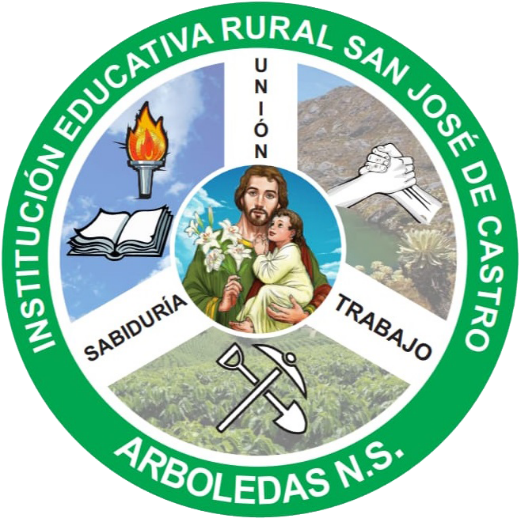 INSTITUCIÓN EDUCATIVA RURAL SAN JOSÉ DE CASTRO
UNIÓN
SABIDURÍA
TRABAJO
ARBOLEDAS N.S.